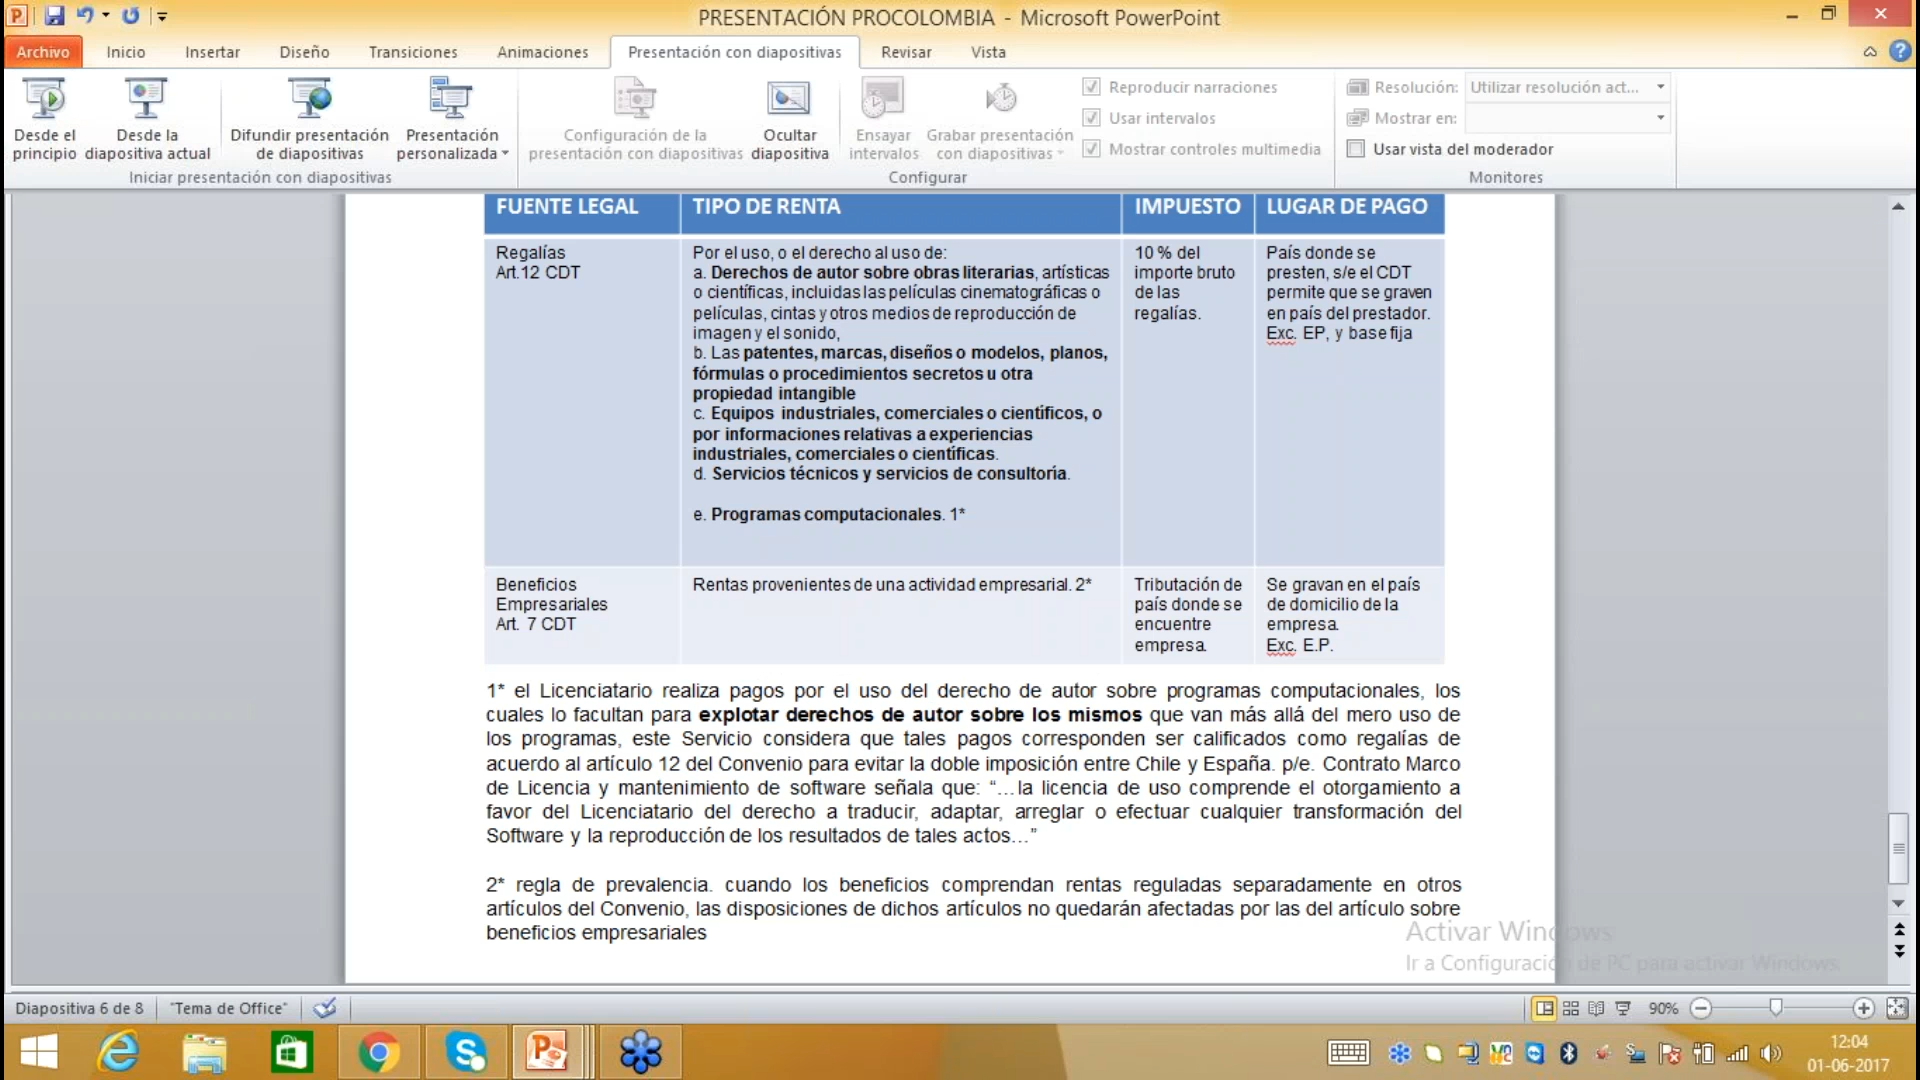 PRESENTACIÓN PROCOLOMBIA - Microsoft PowerPoint
Archivo Inicio Insertar Diseño Transiciones Animaciones Presentación con diapositivas Revisar Vista
Desde el principio
Desde la diapositiva actual
Difundir presentación de diapositivas
Presentación personalizada
Iniciar presentación con diapositivas
Configuración de la presentación con diapositivas
Ocultar diapositiva
Ensayar intervalos
Grabar presentación con diapositivas
Reproducir narraciones
Usar intervalos
Mostrar controles multimedia
Configurar
Resolución: Utilizar resolución act...
Mostrar en:
Usar vista del moderador
Monitores
FUENTE LEGAL TIPO DE RENTA IMPUESTO LUGAR DE PAGO
Regalías
Art.12 CDT
Por el uso, o el derecho al uso de:
a. Derechos de autor sobre obras literarias, artísticas
o científicas, incluidas las películas cinematográficas o
películas, cintas y otros medios de reproducción de
imagen y el sonido,
b. Las patentes, marcas, diseños o modelos, planos,
fórmulas o procedimientos secretos u otra
propiedad intangible
c. Equipos industriales, comerciales o científicos, o
por informaciones relativas a experiencias
industriales, comerciales o científicas.
d. Servicios técnicos y servicios de consultoría.
e. Programas computacionales. 1*
10 % del
importe bruto
de las
regalías.
País donde se
presten, s/e el CDT
permite que se graven
en país del prestador.
Exc. EP, y base fija
Beneficios
Empresariales
Art. 7 CDT
Rentas provenientes de una actividad empresarial. 2*
Tributación de
país donde se
encuentre
empresa.
Se gravan en el país
de domicilio de la
empresa.
Exc. E.P.
1* el Licenciatario realiza pagos por el uso del derecho de autor sobre programas computacionales, los
cuales lo facultan para explotar derechos de autor sobre los mismos que van más allá del mero uso de
los programas, este Servicio considera que tales pagos corresponden ser calificados como regalías de
acuerdo al artículo 12 del Convenio para evitar la doble imposición entre Chile y España. p/e. Contrato Marco
de Licencia y mantenimiento de software señala que: “…la licencia de uso comprende el otorgamiento a
favor del Licenciatario del derecho a traducir, adaptar, arreglar o efectuar cualquier transformación del
Software y la reproducción de los resultados de tales actos…”
2* regla de prevalencia. cuando los beneficios comprendan rentas reguladas separadamente en otros
artículos del Convenio, las disposiciones de dichos artículos no quedarán afectadas por las del artículo sobre
beneficios empresariales
Activar Windows
Ir a Configuración de PC para activar Windows.
Diapositiva 6 de 8 "Tema de Office" 90%
12:04
01-06-2017